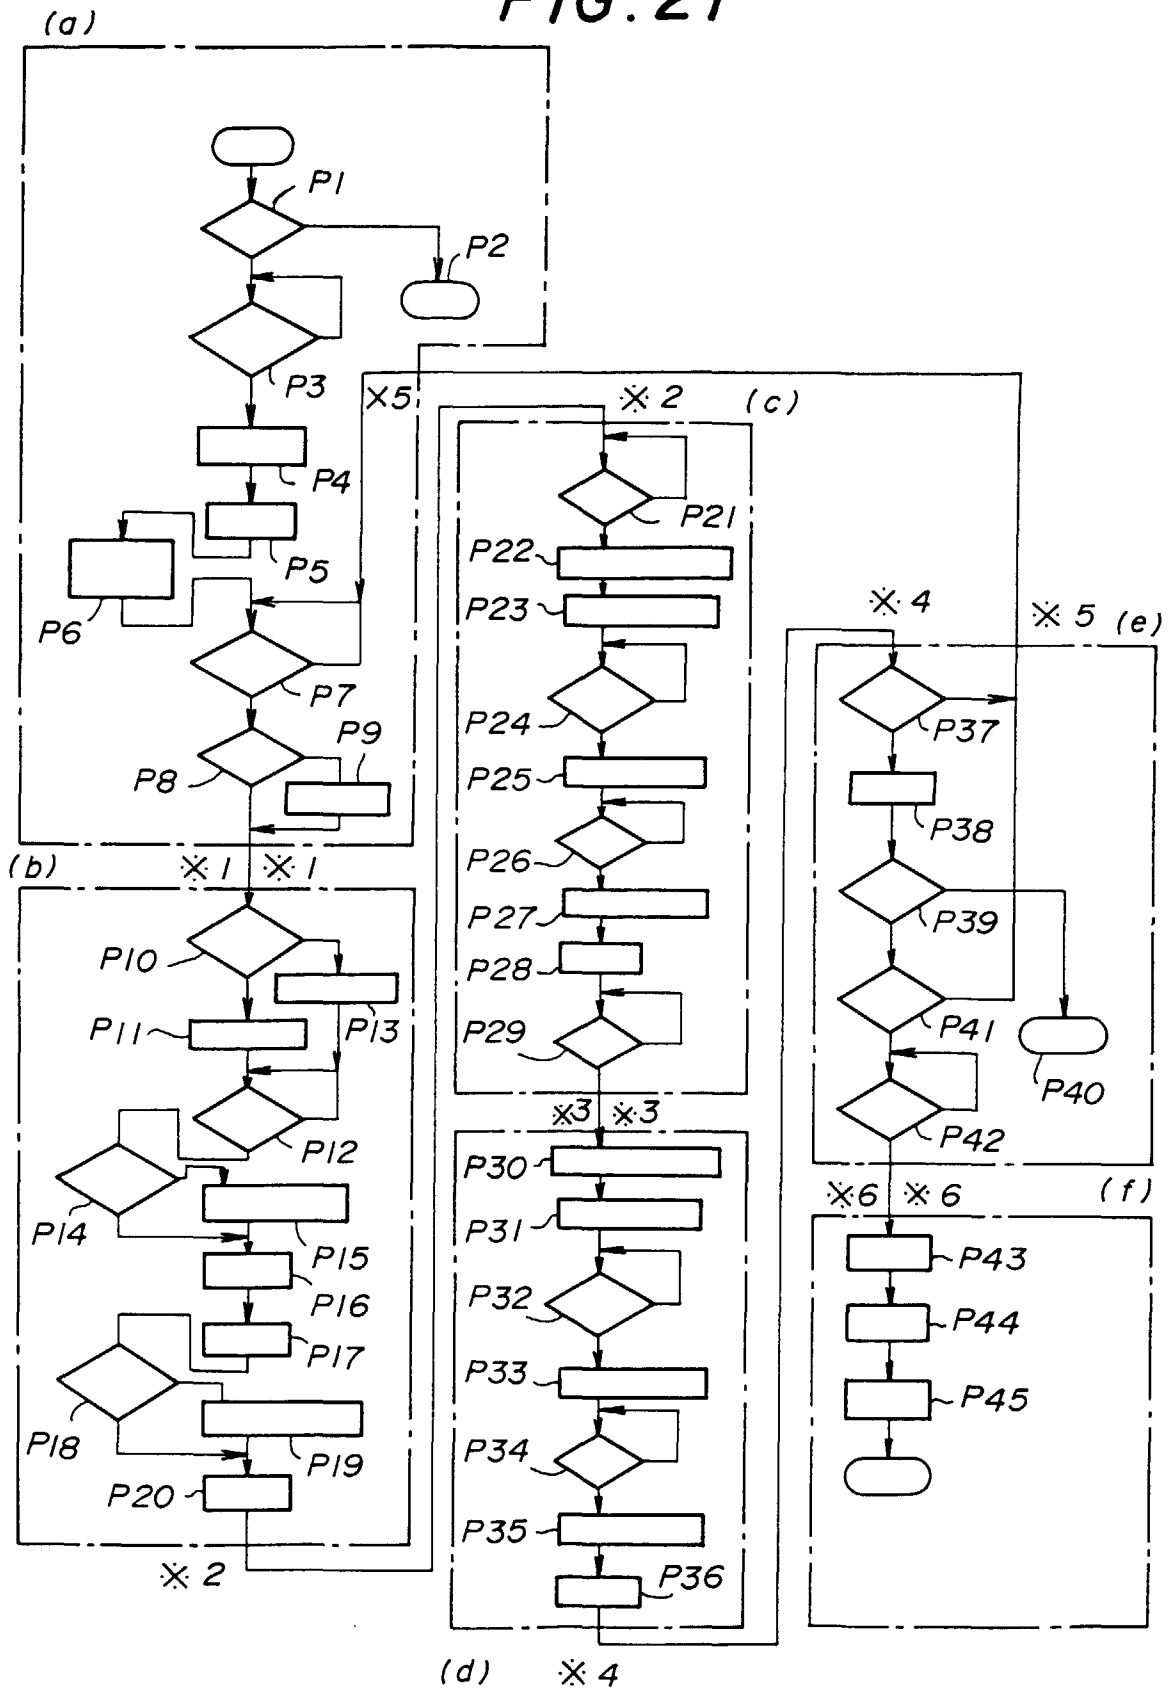 FIG. 21
(a)
P1
P2
P3
P4
P5
P6
P7
P8
P9
×5
※1 ※1
(b)
P10
P11
P12
P13
P14
P15
P16
P17
P18
P19
P20
※2
※2
(c)
P21
P22
P23
P24
P25
P26
P27
P28
P29
※3 ※3
P30
P31
P32
P33
P34
P35
P36
(d)
※4
※4
※5
(e)
P37
P38
P39
P40
P41
P42
※6 ※6
(f)
P43
P44
P45